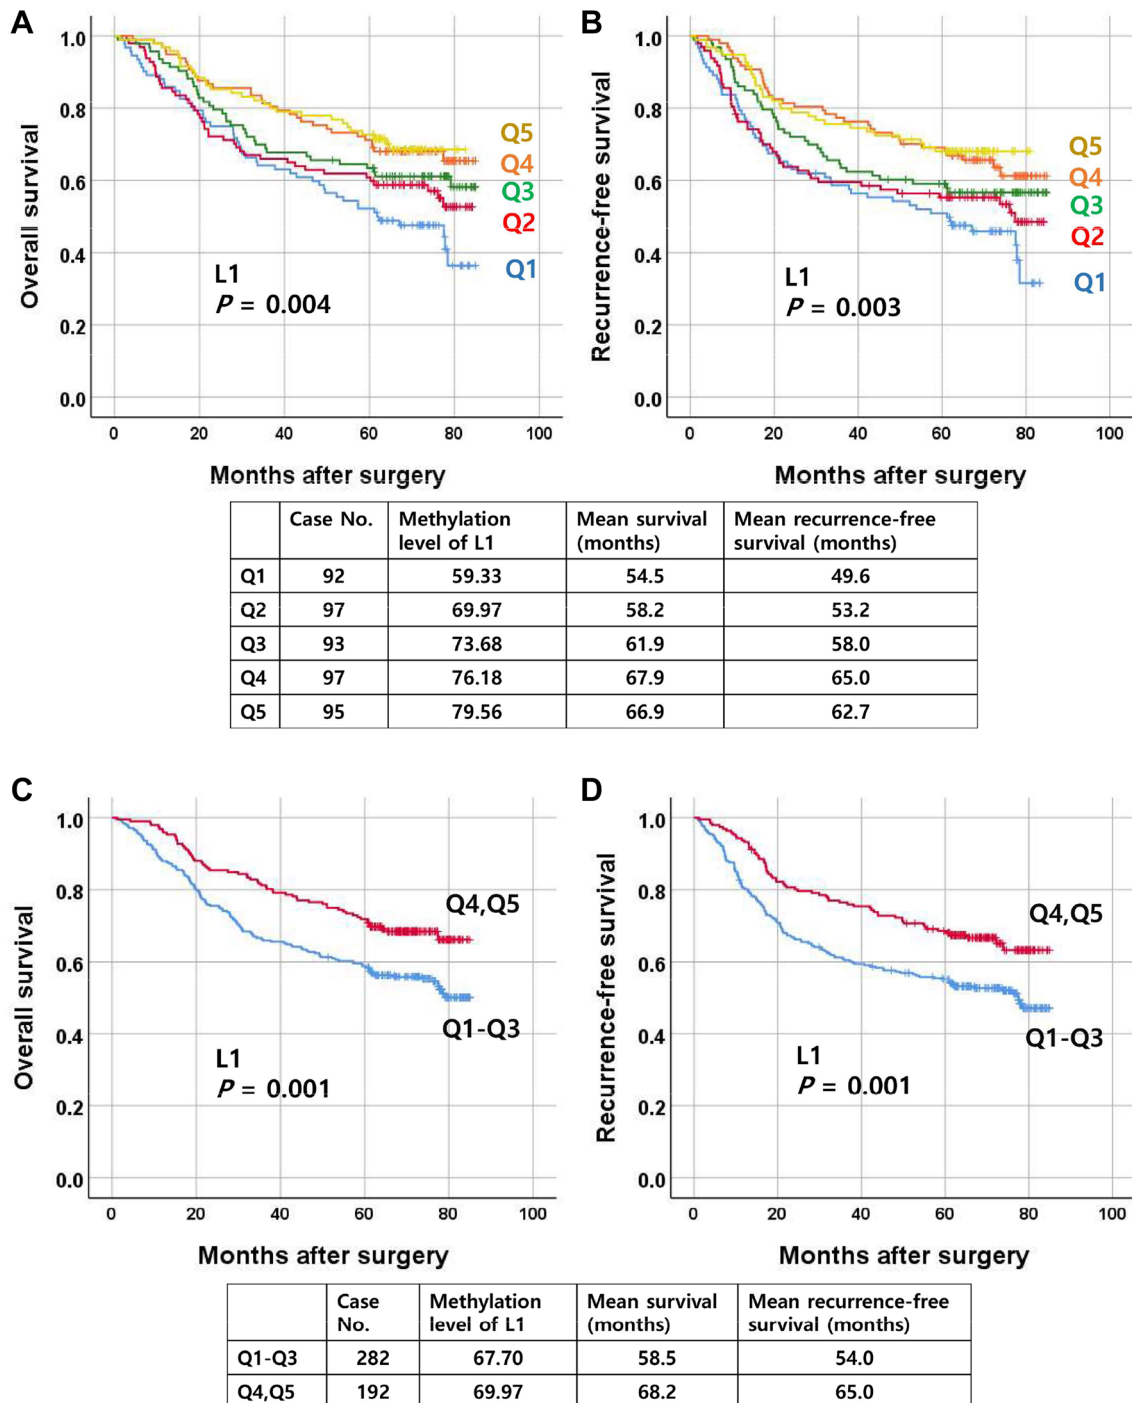 A
1.0
0.8
0.6
0.4
0.2
0.0
Overall survival
Q5
Q4
Q3
Q2
Q1
L1
P = 0.004
0 20 40 60 80 100
Months after surgery
B
1.0
0.8
0.6
0.4
0.2
0.0
Recurrence-free survival
Q5
Q4
Q3
Q2
Q1
L1
P = 0.003
0 20 40 60 80 100
Months after surgery
Case No. Methylation Mean survival Mean recurrence-free
level of L1 (months) survival (months)
Q1 92 59.33 54.5 49.6
Q2 97 69.97 58.2 53.2
Q3 93 73.68 61.9 58.0
Q4 97 76.18 67.9 65.0
Q5 95 79.56 66.9 62.7
C
1.0
0.8
0.6
0.4
0.2
0.0
Overall survival
Q4,Q5
Q1-Q3
L1
P = 0.001
0 20 40 60 80 100
Months after surgery
D
1.0
0.8
0.6
0.4
0.2
0.0
Recurrence-free survival
Q4,Q5
Q1-Q3
L1
P = 0.001
0 20 40 60 80 100
Months after surgery
Case Methylation Mean survival Mean recurrence-free
No. level of L1 (months) survival (months)
Q1-Q3 282 67.70 58.5 54.0
Q4,Q5 192 69.97 68.2 65.0